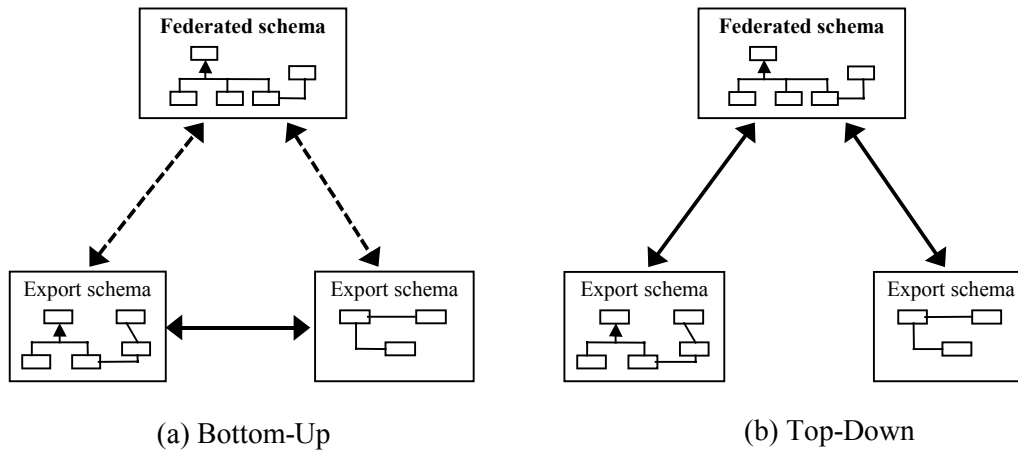 Federated schema
Export schema
Export schema
(a) Bottom-Up
Federated schema
Export schema
Export schema
(b) Top-Down